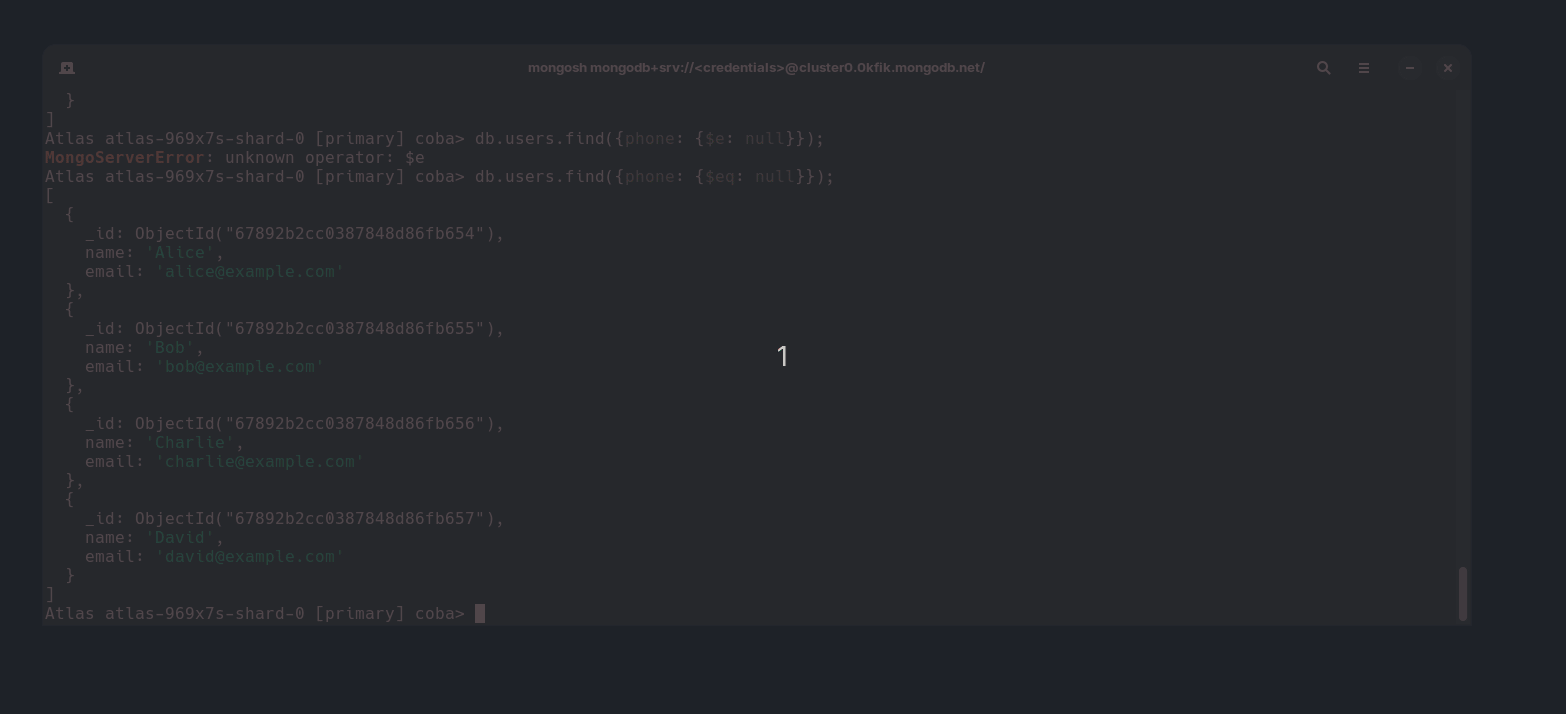 mongosh mongodb+srv://<credentials>@cluster0.0kfik.mongodb.net/
  }
]
Atlas atlas-969x7s-shard-0 [primary] coba> db.users.find({phone: {$e: null}});
MongoServerError: unknown operator: $e
Atlas atlas-969x7s-shard-0 [primary] coba> db.users.find({phone: {$eq: null}});
[
  {
    _id: ObjectId("67892b2cc0387848d86fb654"),
    name: 'Alice',
    email: 'alice@example.com'
  },
  {
    _id: ObjectId("67892b2cc0387848d86fb655"),
    name: 'Bob',
    email: 'bob@example.com'
  },
  {
    _id: ObjectId("67892b2cc0387848d86fb656"),
    name: 'Charlie',
    email: 'charlie@example.com'
  },
  {
    _id: ObjectId("67892b2cc0387848d86fb657"),
    name: 'David',
    email: 'david@example.com'
  }
]
Atlas atlas-969x7s-shard-0 [primary] coba>
1